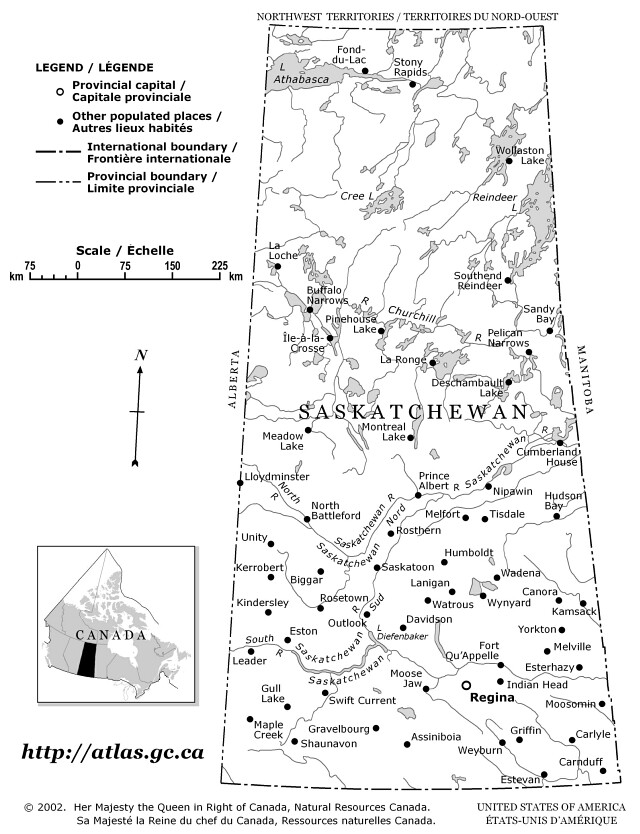 NORTHWEST TERRITORIES / TERRITOIRES DU NORD-OUEST
LEGEND / LÉGENDE
Provincial capital /
Capitale provinciale
Other populated places /
Autres lieux habités
International boundary /
Frontière internationale
Provincial boundary /
Limite provinciale
Scale / Échelle
km 75 0 75 150 225 km
N
Fond-
du-Lac
Stony
Rapids
L
Athabasca
Wollaston
Lake
Cree L
Reindeer
L
La
Loche
Southend
Reindeer
Buffalo
Narrows
R
Churchill
R
Sandy
Bay
Pinehouse
Lake
Pelican
Narrows
Île-à-la-
Crosse
La Ronge
Deschambault
Lake
ALBERTA
MANITOBA
SASKATCHEWAN
Meadow
Lake
Montreal
Lake
Saskatchewan
R
Cumberland
House
Lloydminster
Prince
Albert
R
Nipawin
North
R
North
Battleford
Saskatchewan R
Nord
Melfort
Tisdale
Hudson
Bay
Rosthern
Unity
Saskatchewan
Humboldt
Kerrobert
Biggar
Saskatoon
Wadena
Lanigan
Canora
Kindersley
Rosetown
Watrous
Wynyard
Kamsack
R
Sud
Outlook
Davidson
Yorkton
L
Diefenbaker
Eston
South
R
Saskatchewan
Leader
Saskatchewan
Fort
Qu'Appelle
Melville
Esterhazy
Moose
Jaw
Indian Head
Regina
Gull
Lake
Swift Current
Moosomin
Maple
Creek
Gravelbourg
Shaunavon
Assiniboia
Weyburn
Griffin
Carlyle
Carnduff
Estevan
CANADA
http://atlas.gc.ca
© 2002. Her Majesty the Queen in Right of Canada, Natural Resources Canada.
Sa Majesté la Reine du chef du Canada, Ressources naturelles Canada.
UNITED STATES OF AMERICA
ÉTATS-UNIS D'AMÉRIQUE